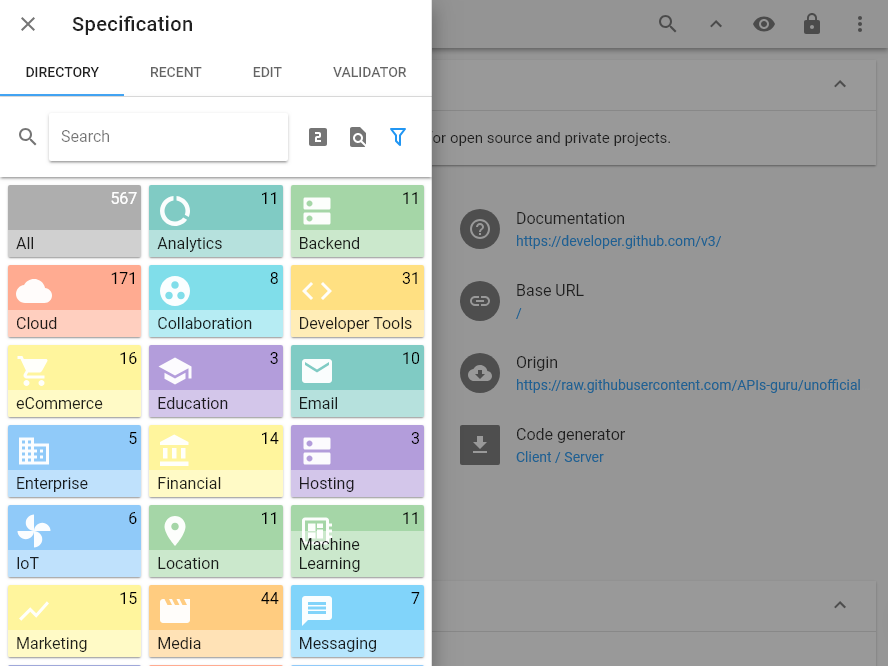 Specification
DIRECTORY
RECENT
EDIT
VALIDATOR
Search
2
567
All
11
Analytics
11
Backend
171
Cloud
8
Collaboration
31
Developer Tools
16
eCommerce
3
Education
10
Email
5
Enterprise
14
Financial
3
Hosting
6
IoT
11
Location
11
Machine
Learning
15
Marketing
44
Media
7
Messaging
or open source and private projects.
Documentation
https://developer.github.com/v3/
Base URL
/
Origin
https://raw.githubusercontent.com/APIs-guru/unofficial
Code generator
Client / Server